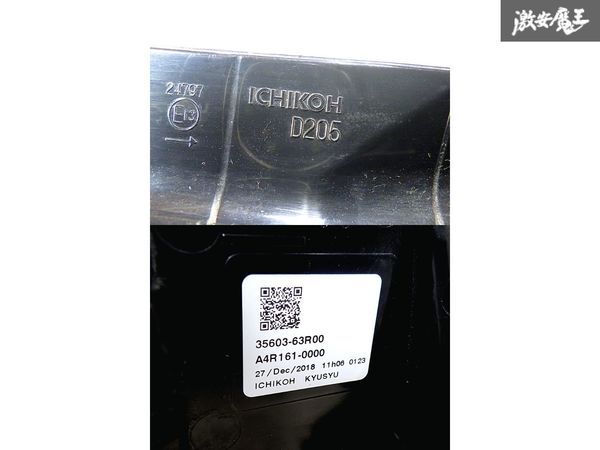 激安魔王
24797
E13
→
ICHIKOH
D205
35603-63R00
A4R161-0000
27/Dec/2018 11h06 0123
ICHIKOH KYUSYU